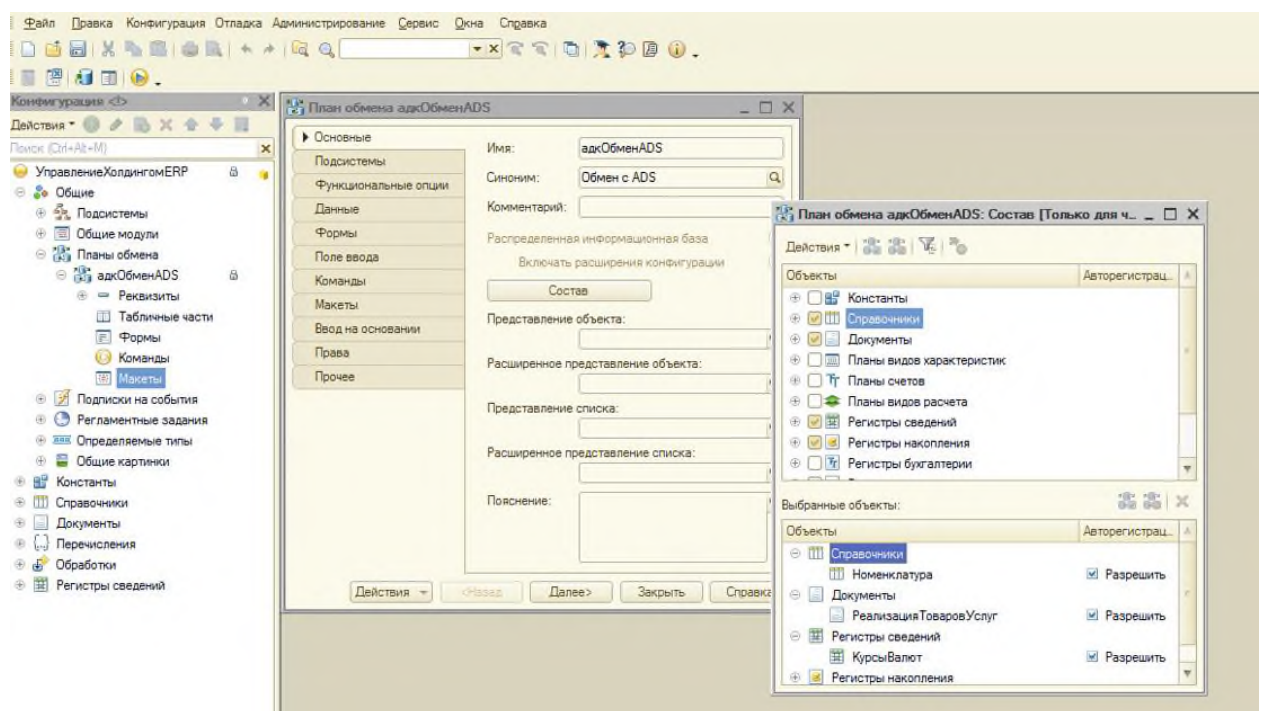 Файл Правка Конфигурация Отладка Администрирование Сервис Окна Справка
Конфигурация <1>
Действия
Поиск (Ctrl+Alt+M)
УправлениеХолдингомERP
Общие
Подсистемы
Общие модули
Планы обмена
адкОбменADS
Реквизиты
Табличные части
Формы
Команды
Макеты
Подписки на события
Регламентные задания
Определяемые типы
Общие картинки
Константы
Справочники
Документы
Перечисления
Обработки
Регистры сведений
План обмена адкОбменADS
Основные
Подсистемы
Функциональные опции
Данные
Формы
Поле ввода
Команды
Макеты
Ввод на основании
Права
Прочее
Имя: адкОбменADS
Синоним: Обмен с ADS
Комментарий:
Распределенная информационная база
Включать расширения конфигурации
Состав
Представление объекта:
Расширенное представление объекта:
Представление списка:
Расширенное представление списка:
Пояснение:
Действия <Назад Далее> Закрыть Справка
План обмена адкОбменADS: Состав [Только для ч...
Действия
Объекты Авторегистрац...
Константы
Справочники
Документы
Планы видов характеристик
Планы счетов
Планы видов расчета
Регистры сведений
Регистры накопления
Регистры бухгалтерии
Выбранные объекты:
Объекты Авторегистрац...
Справочники
Номенклатура Разрешить
Документы
РеализацияТоваровУслуг Разрешить
Регистры сведений
КурсыВалют Разрешить
Регистры накопления